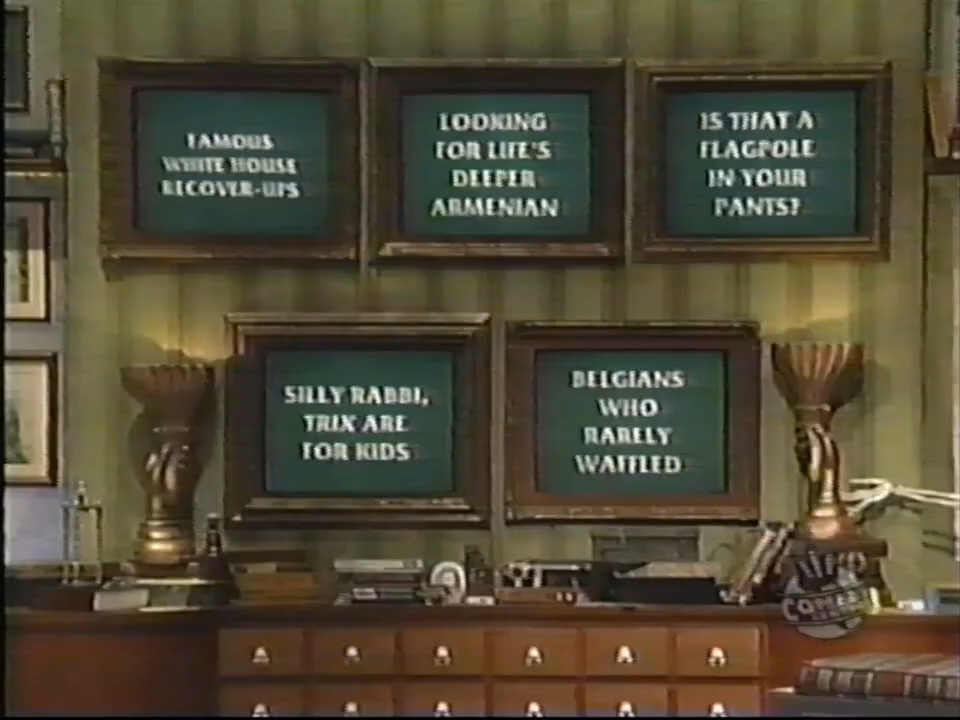 FAMOUS
WHITE HOUSE
RECOVER-UPS
LOOKING
FOR LIFE'S
DEEPER
ARMENIAN
IS THAT A
FLAGPOLE
IN YOUR
PANTS?
SILLY RABBI,
TRIX ARE
FOR KIDS
BELGIANS
WHO
RARELY
WAFFLED
COMEDY